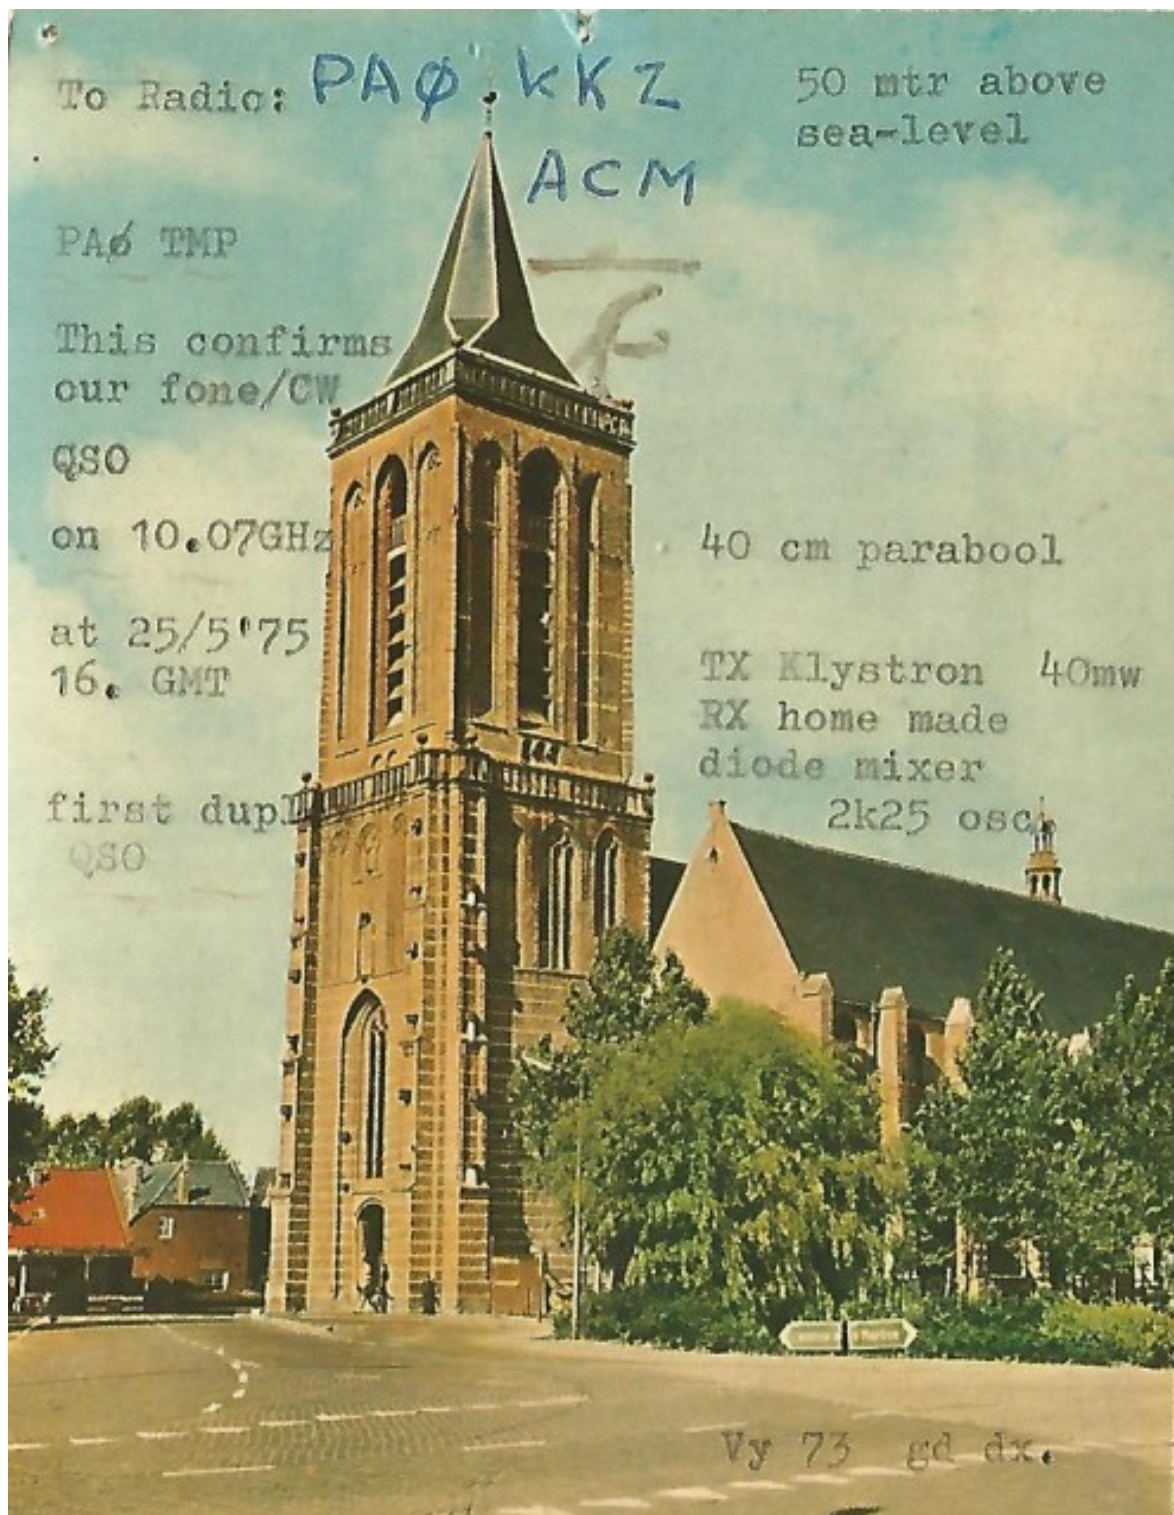 To Radio: PAØ KKZ
ACM
50 mtr above
sea-level
PAØ TMP
This confirms
our fone/CW
QSO
on 10.07GHz
at 25/5'75
16. GMT
first dupl
QSO
40 cm parabool
TX Klystron 40mw
RX home made
diode mixer
2k25 osc.
Vy 73 gd dx.